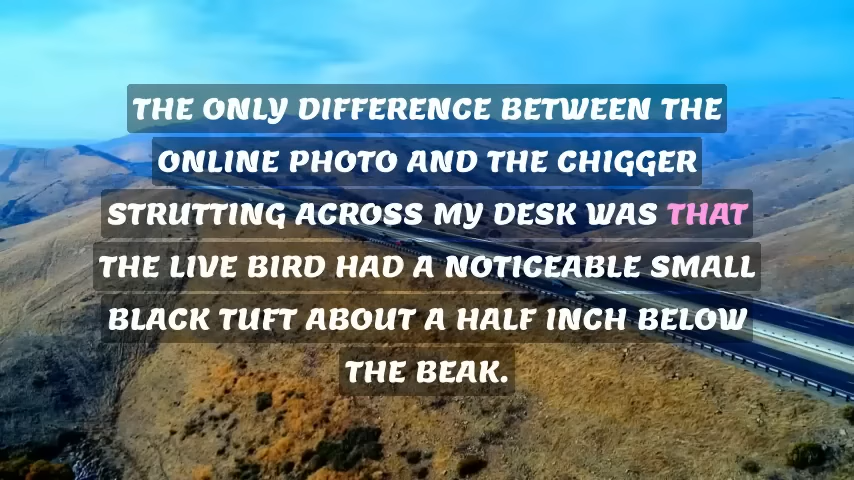 THE ONLY DIFFERENCE BETWEEN THE
ONLINE PHOTO AND THE CHIGGER
STRUTTING ACROSS MY DESK WAS THAT
THE LIVE BIRD HAD A NOTICEABLE SMALL
BLACK TUFT ABOUT A HALF INCH BELOW
THE BEAK.